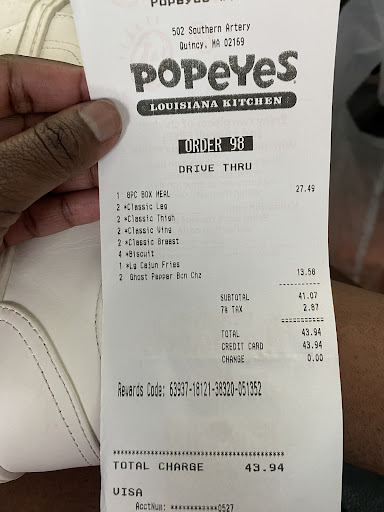 502 Southern Artery
Quincy, MA 02169
POPEYES
LOUISIANA KITCHEN
ORDER 98
DRIVE THRU
1 8PC BOX MEAL 27.49
2 *Classic Leg
2 *Classic Thigh
2 *Classic Wing
2 *Classic Breast
4 *Biscuit
1 *Lg Cajun Fries
2 Ghost Pepper Bcn Chz 13.58
SUBTOTAL 41.07
7% TAX 2.87
TOTAL 43.94
CREDIT CARD 43.94
CHANGE 0.00
Rewards Code: 63937-18121-38320-051352
TOTAL CHARGE 43.94
VISA
AcctNum: ************0527